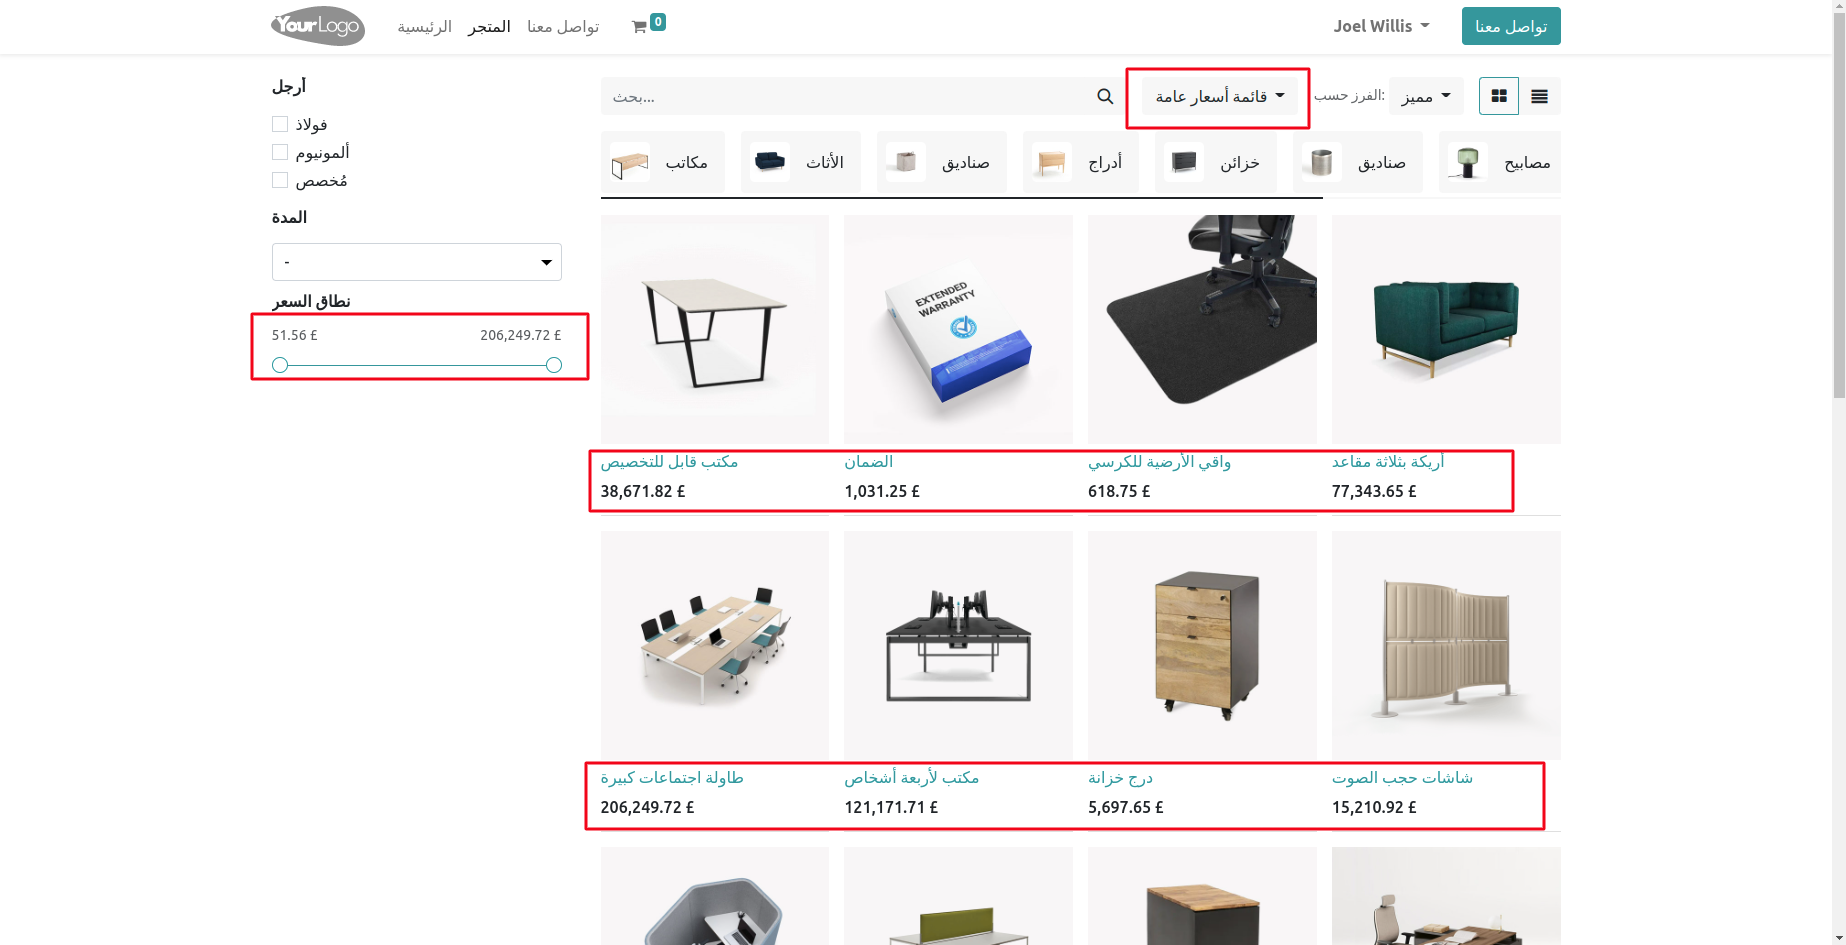 YourLogo
الرئيسية
المتجر
تواصل معنا
0
Joel Willis
تواصل معنا
أرجل
فولاذ
ألمونيوم
مُخصص
المدة
-
نطاق السعر
51.56 £
206,249.72 £
بحث...
قائمة أسعار عامة
الفرز حسب:
مميز
مكاتب
الأثاث
صناديق
أدراج
خزائن
صناديق
مصابيح
EXTENDED
WARRANTY
مكتب قابل للتخصيص
38,671.82 £
الضمان
1,031.25 £
واقي الأرضية للكرسي
618.75 £
أريكة بثلاثة مقاعد
77,343.65 £
طاولة اجتماعات كبيرة
206,249.72 £
مكتب لأربعة أشخاص
121,171.71 £
درج خزانة
5,697.65 £
شاشات حجب الصوت
15,210.92 £